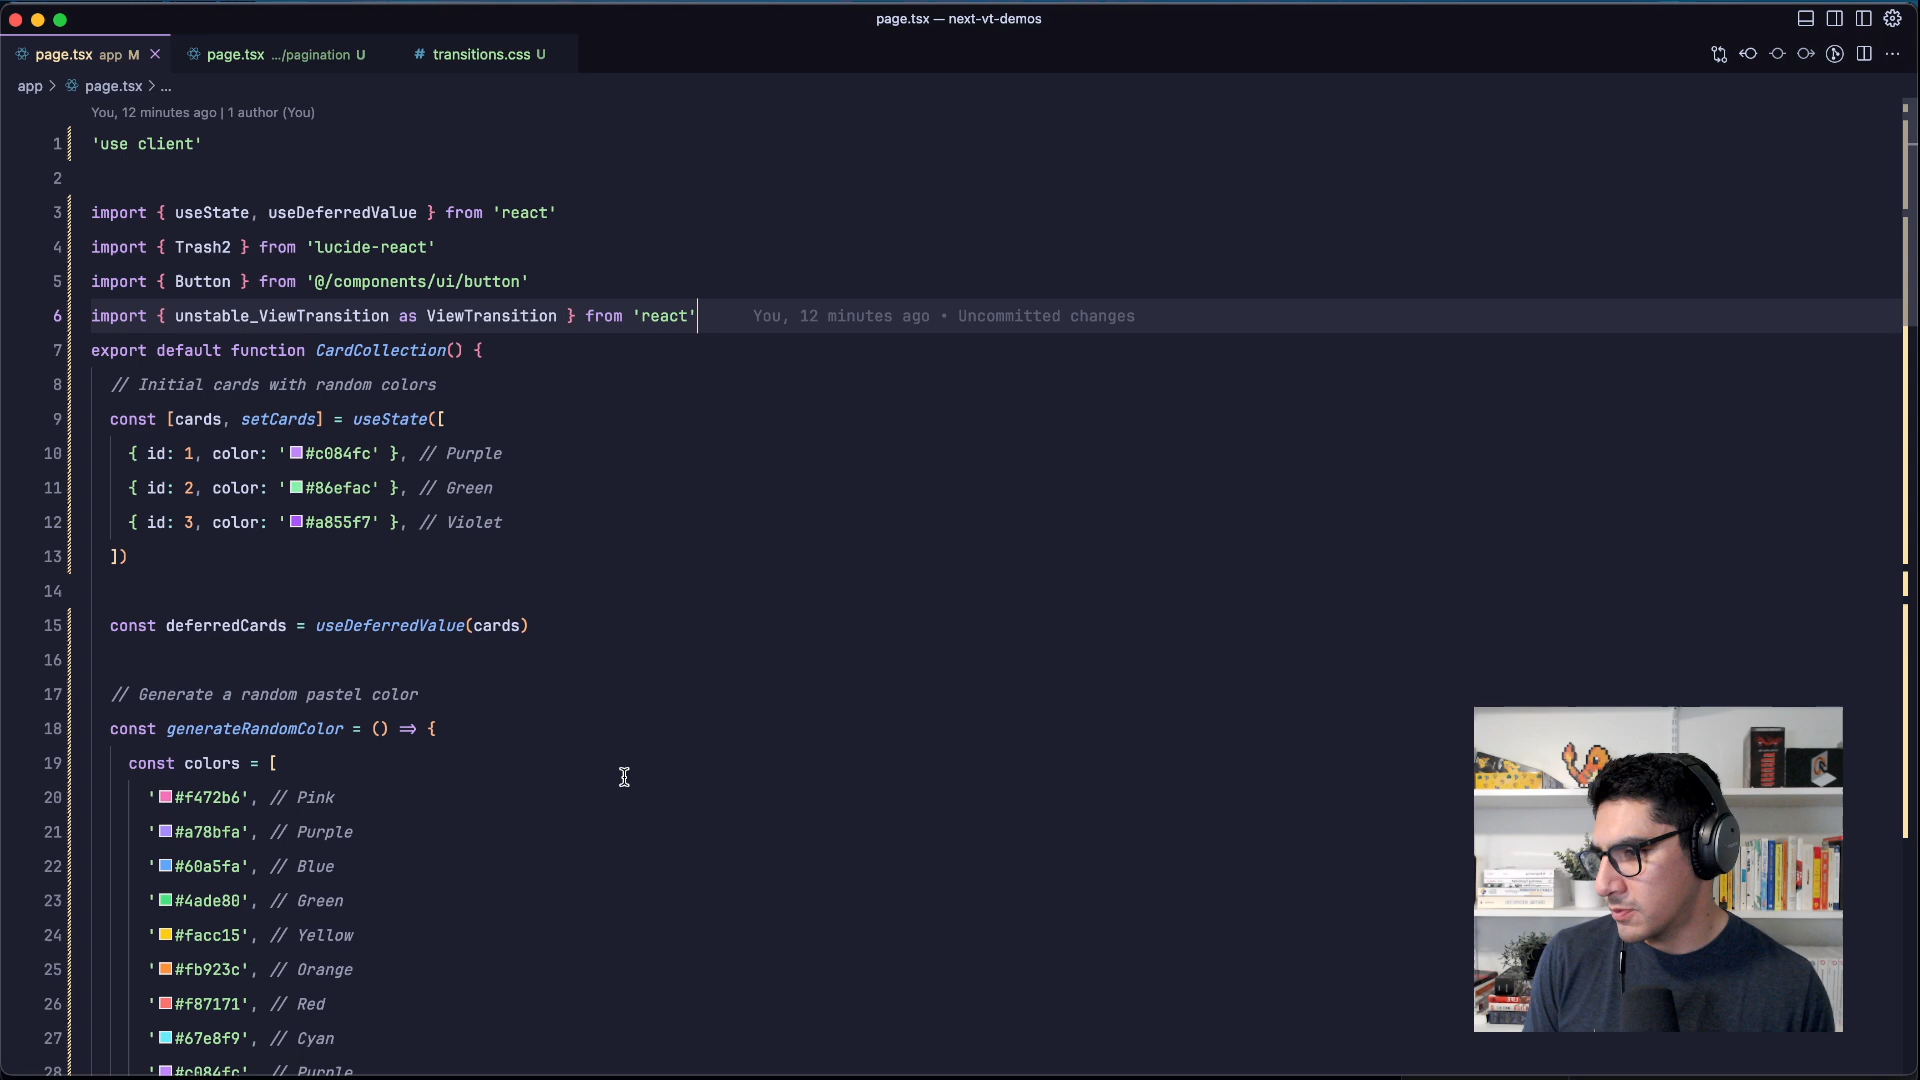 page.tsx — next-vt-demos
page.tsx app M
page.tsx .../pagination U
# transitions.css U
app > page.tsx > ...
You, 12 minutes ago | 1 author (You)
1 'use client'
2
3 import { useState, useDeferredValue } from 'react'
4 import { Trash2 } from 'lucide-react'
5 import { Button } from '@/components/ui/button'
6 import { unstable_ViewTransition as ViewTransition } from 'react' You, 12 minutes ago • Uncommitted changes
7 export default function CardCollection() {
8 // Initial cards with random colors
9 const [cards, setCards] = useState([
10 { id: 1, color: '#c084fc' }, // Purple
11 { id: 2, color: '#86efac' }, // Green
12 { id: 3, color: '#a855f7' }, // Violet
13 ])
14
15 const deferredCards = useDeferredValue(cards)
16
17 // Generate a random pastel color
18 const generateRandomColor = () => {
19 const colors = [
20 '#f472b6', // Pink
21 '#a78bfa', // Purple
22 '#60a5fa', // Blue
23 '#4ade80', // Green
24 '#facc15', // Yellow
25 '#fb923c', // Orange
26 '#f87171', // Red
27 '#67e8f9', // Cyan
28 '#c084fc', // Purple